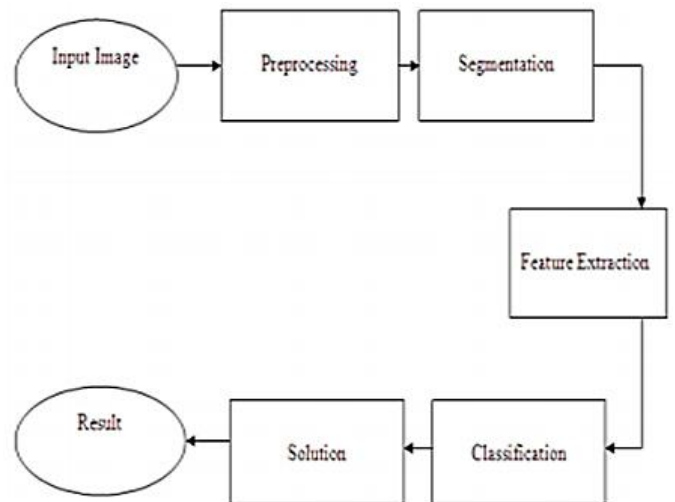 Input Image
Preprocessing
Segmentation
Feature Extraction
Classification
Solution
Result